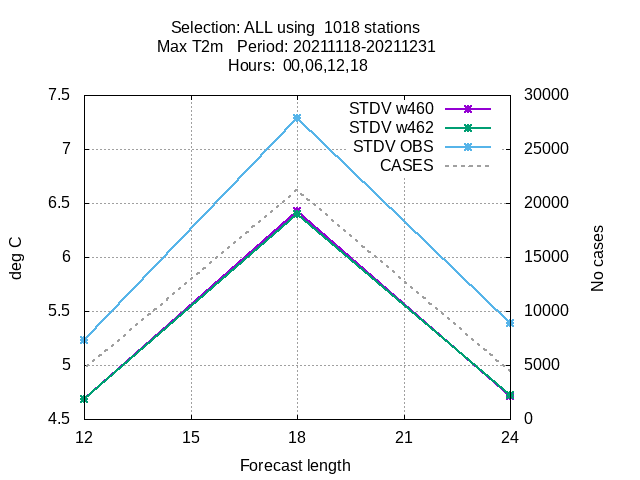 Selection: ALL using  1018 stations
Max T2m   Period: 20211118-20211231
Hours:  00,06,12,18
STDV w460
STDV w462
STDV OBS
CASES
7.5
7
6.5
6
5.5
5
4.5
30000
25000
20000
15000
10000
5000
0
deg C
No cases
12 15 18 21 24
Forecast length